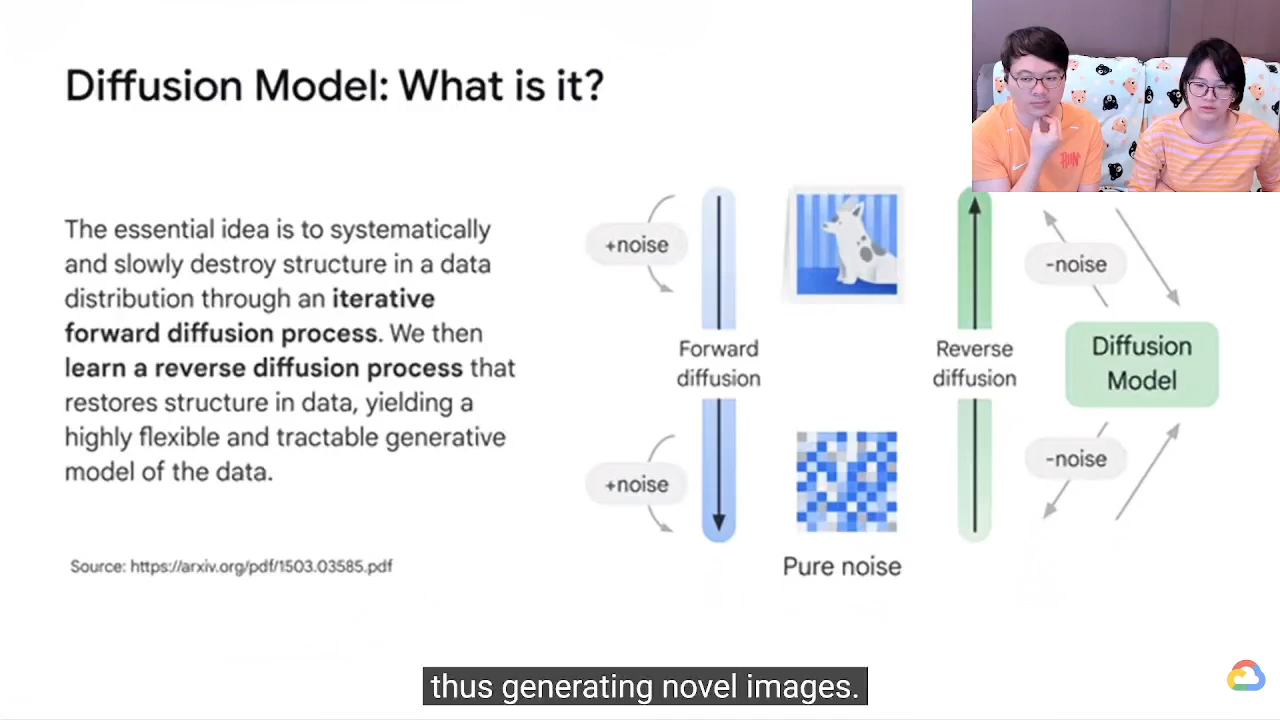 Diffusion Model: What is it?
RUN
The essential idea is to systematically
and slowly destroy structure in a data
distribution through an iterative
forward diffusion process. We then
learn a reverse diffusion process that
restores structure in data, yielding a
highly flexible and tractable generative
model of the data.
Source: https://arxiv.org/pdf/1503.03585.pdf
+noise
Forward
diffusion
+noise
Pure noise
Reverse
diffusion
-noise
Diffusion
Model
-noise
thus generating novel images.